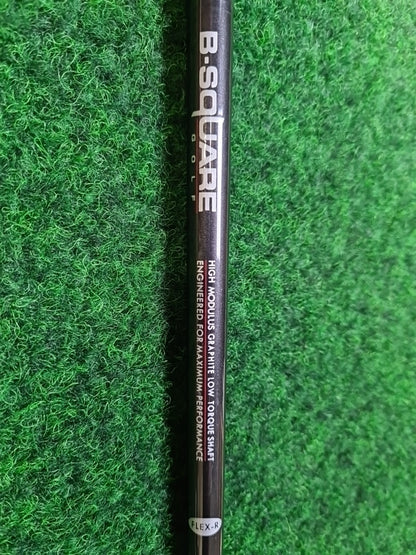 B-SQUARE
GOLF
HIGH MODULUS GRAPHITE LOW TORQUE SHAFT
ENGINEERED FOR MAXIMUM-PERFORMANCE
FLEX-R